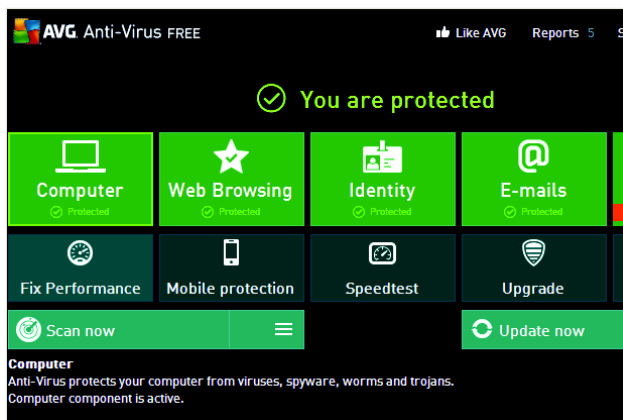 AVG. Anti-Virus FREE
Like AVG Reports 5 S
You are protected
Computer Web Browsing Identity E-mails
Protected Protected Protected Protected
Fix Performance Mobile protection Speedtest Upgrade
Scan now Update now
Computer
Anti-Virus protects your computer from viruses, spyware, worms and trojans.
Computer component is active.